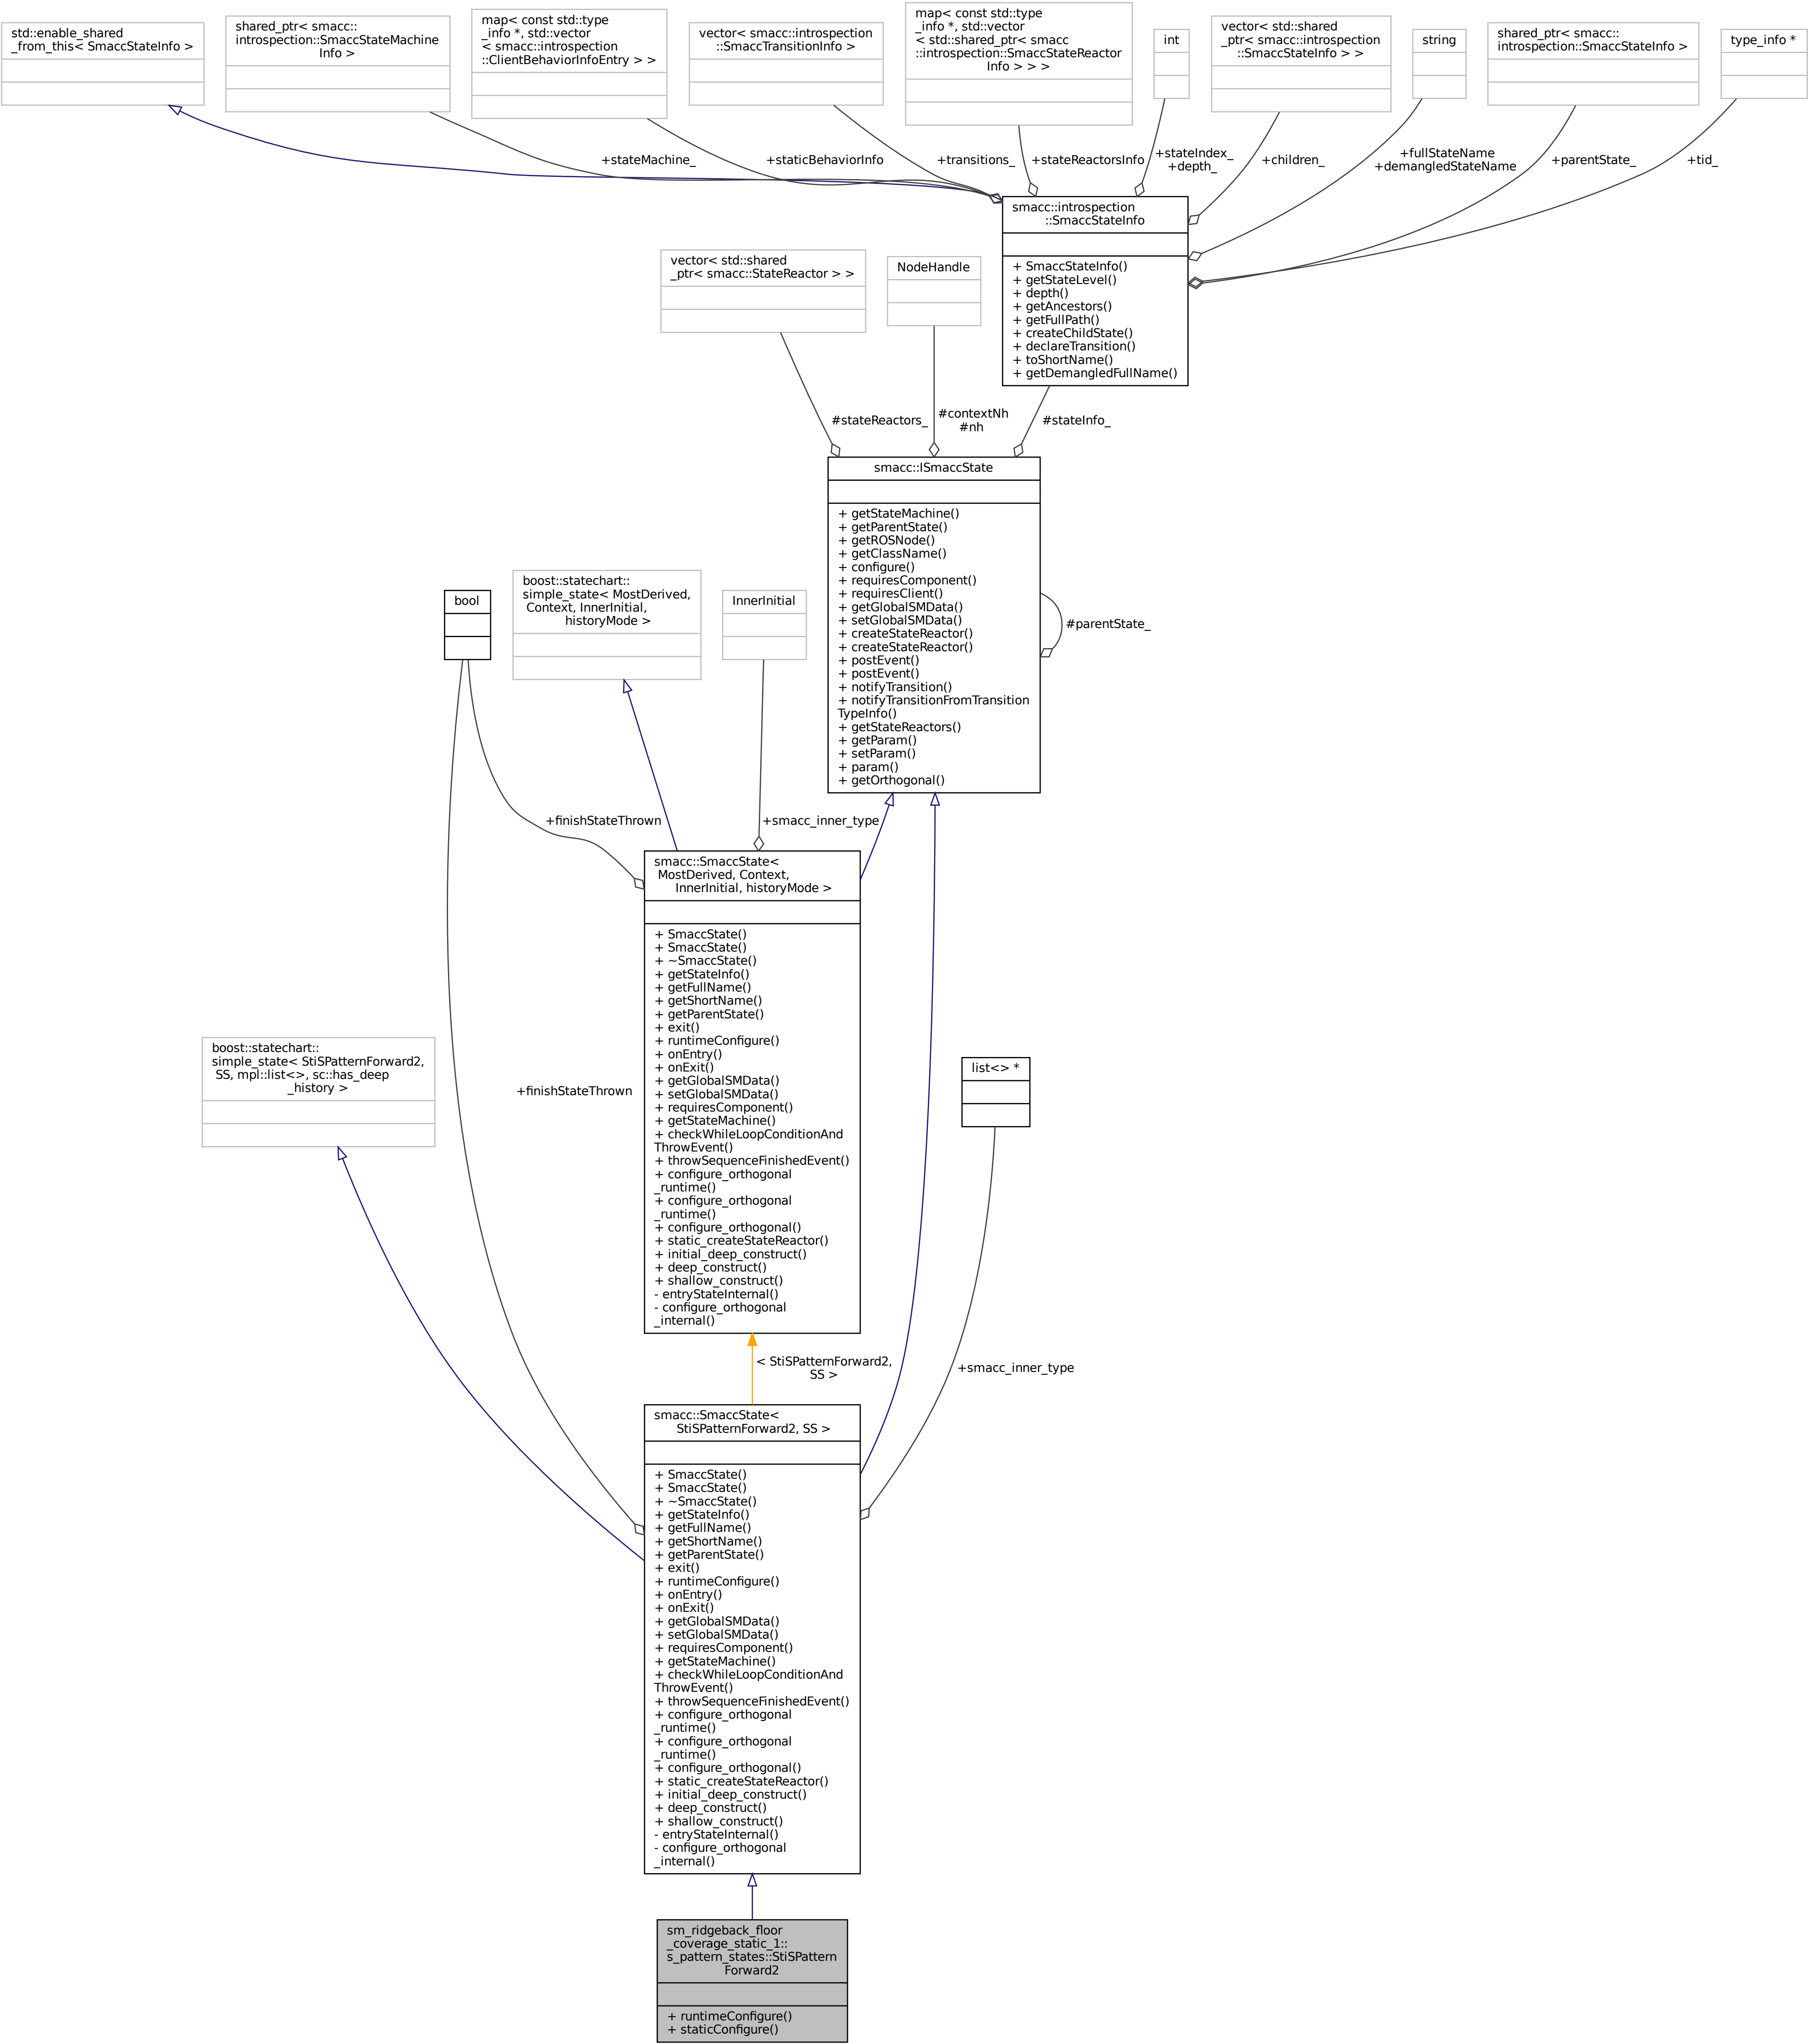 std::enable_shared
_from_this< SmaccStateInfo >
shared_ptr< smacc::
introspection::SmaccStateMachine
Info >
map< const std::type
_info *, std::vector
< smacc::introspection
::ClientBehaviorInfoEntry > >
vector< smacc::introspection
::SmaccTransitionInfo >
map< const std::type
_info *, std::vector
< std::shared_ptr< smacc
::introspection::SmaccStateReactor
Info > > >
int
vector< std::shared
_ptr< smacc::introspection
::SmaccStateInfo > >
string
shared_ptr< smacc::
introspection::SmaccStateInfo >
type_info *
+stateMachine_
+staticBehaviorInfo
+transitions_
+stateReactorsInfo
+stateIndex_
+depth_
+children_
+fullStateName
+demangledStateName
+parentState_
+tid_
smacc::introspection
::SmaccStateInfo
+ SmaccStateInfo()
+ getStateLevel()
+ depth()
+ getAncestors()
+ getFullPath()
+ createChildState()
+ declareTransition()
+ toShortName()
+ getDemangledFullName()
vector< std::shared
_ptr< smacc::StateReactor > >
NodeHandle
#stateReactors_
#contextNh
#nh
#stateInfo_
smacc::ISmaccState
+ getStateMachine()
+ getParentState()
+ getROSNode()
+ getClassName()
+ configure()
+ requiresComponent()
+ requiresClient()
+ getGlobalSMData()
+ setGlobalSMData()
+ createStateReactor()
+ createStateReactor()
+ postEvent()
+ postEvent()
+ notifyTransition()
+ notifyTransitionFromTransition
TypeInfo()
+ getStateReactors()
+ getParam()
+ setParam()
+ param()
+ getOrthogonal()
#parentState_
bool
boost::statechart::
simple_state< MostDerived,
Context, InnerInitial,
historyMode >
InnerInitial
+finishStateThrown
+smacc_inner_type
smacc::SmaccState<
MostDerived, Context,
InnerInitial, historyMode >
+ SmaccState()
+ SmaccState()
+ ~SmaccState()
+ getStateInfo()
+ getFullName()
+ getShortName()
+ getParentState()
+ exit()
+ runtimeConfigure()
+ onEntry()
+ onExit()
+ getGlobalSMData()
+ setGlobalSMData()
+ requiresComponent()
+ getStateMachine()
+ checkWhileLoopConditionAnd
ThrowEvent()
+ throwSequenceFinishedEvent()
+ configure_orthogonal
_runtime()
+ configure_orthogonal
_runtime()
+ configure_orthogonal()
+ static_createStateReactor()
+ initial_deep_construct()
+ deep_construct()
+ shallow_construct()
- entryStateInternal()
- configure_orthogonal
_internal()
boost::statechart::
simple_state< StiSPatternForward2,
SS, mpl::list<>, sc::has_deep
_history >
+finishStateThrown
list<> *
< StiSPatternForward2,
SS >
+smacc_inner_type
smacc::SmaccState<
StiSPatternForward2, SS >
+ SmaccState()
+ SmaccState()
+ ~SmaccState()
+ getStateInfo()
+ getFullName()
+ getShortName()
+ getParentState()
+ exit()
+ runtimeConfigure()
+ onEntry()
+ onExit()
+ getGlobalSMData()
+ setGlobalSMData()
+ requiresComponent()
+ getStateMachine()
+ checkWhileLoopConditionAnd
ThrowEvent()
+ throwSequenceFinishedEvent()
+ configure_orthogonal
_runtime()
+ configure_orthogonal
_runtime()
+ configure_orthogonal()
+ static_createStateReactor()
+ initial_deep_construct()
+ deep_construct()
+ shallow_construct()
- entryStateInternal()
- configure_orthogonal
_internal()
sm_ridgeback_floor
_coverage_static_1::
s_pattern_states::StiSPattern
Forward2
+ runtimeConfigure()
+ staticConfigure()